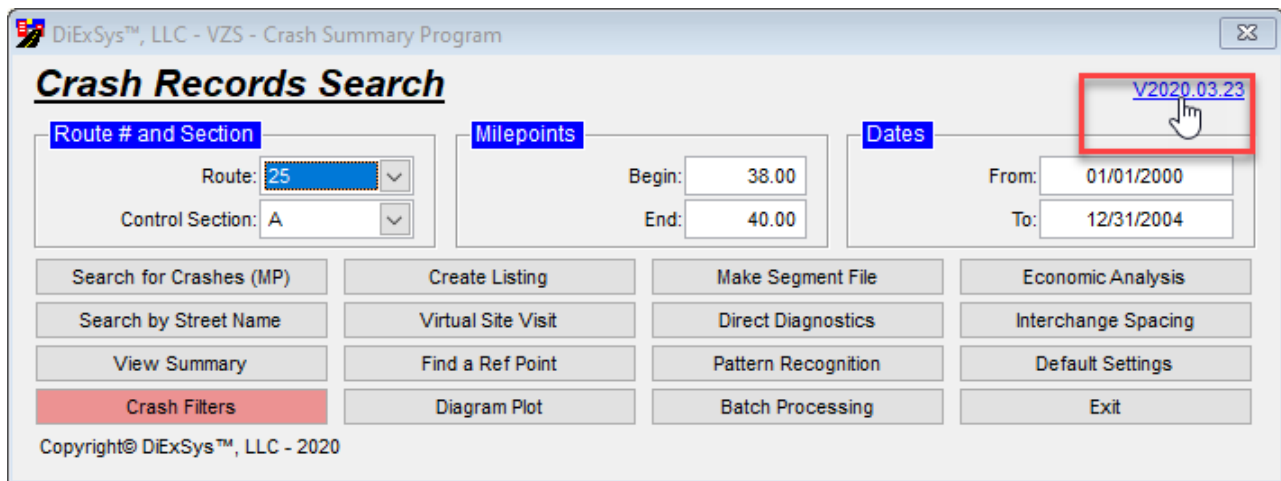 DiExSys™, LLC - VZS - Crash Summary Program
Crash Records Search
V2020.03.23
Route # and Section
Route: 25
Control Section: A
Milepoints
Begin: 38.00
End: 40.00
Dates
From: 01/01/2000
To: 12/31/2004
Search for Crashes (MP) Create Listing Make Segment File Economic Analysis
Search by Street Name Virtual Site Visit Direct Diagnostics Interchange Spacing
View Summary Find a Ref Point Pattern Recognition Default Settings
Crash Filters Diagram Plot Batch Processing Exit
Copyright© DiExSys™, LLC - 2020